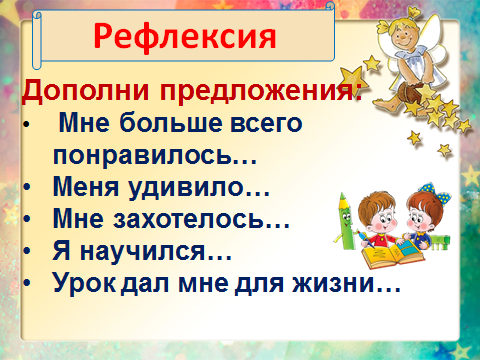 Рефлексия
Дополни предложения:
• Мне больше всего
понравилось…
• Меня удивило…
• Мне захотелось…
• Я научился…
• Урок дал мне для жизни…